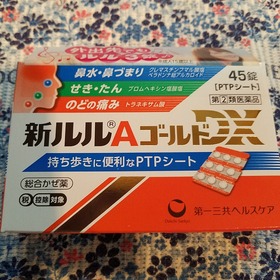 鼻水・鼻づまり
クレマスチンフマル酸塩
ベラドンナ総アルカロイド
せき・たん
ブロムヘキシン塩酸塩
のどの痛み
トラネキサム酸
45錠
[PTPシート]
第②類医薬品
新ルル®AゴールドDX
持ち歩きに便利なPTPシート
総合かぜ薬
税 控除 対象
第一三共ヘルスケア